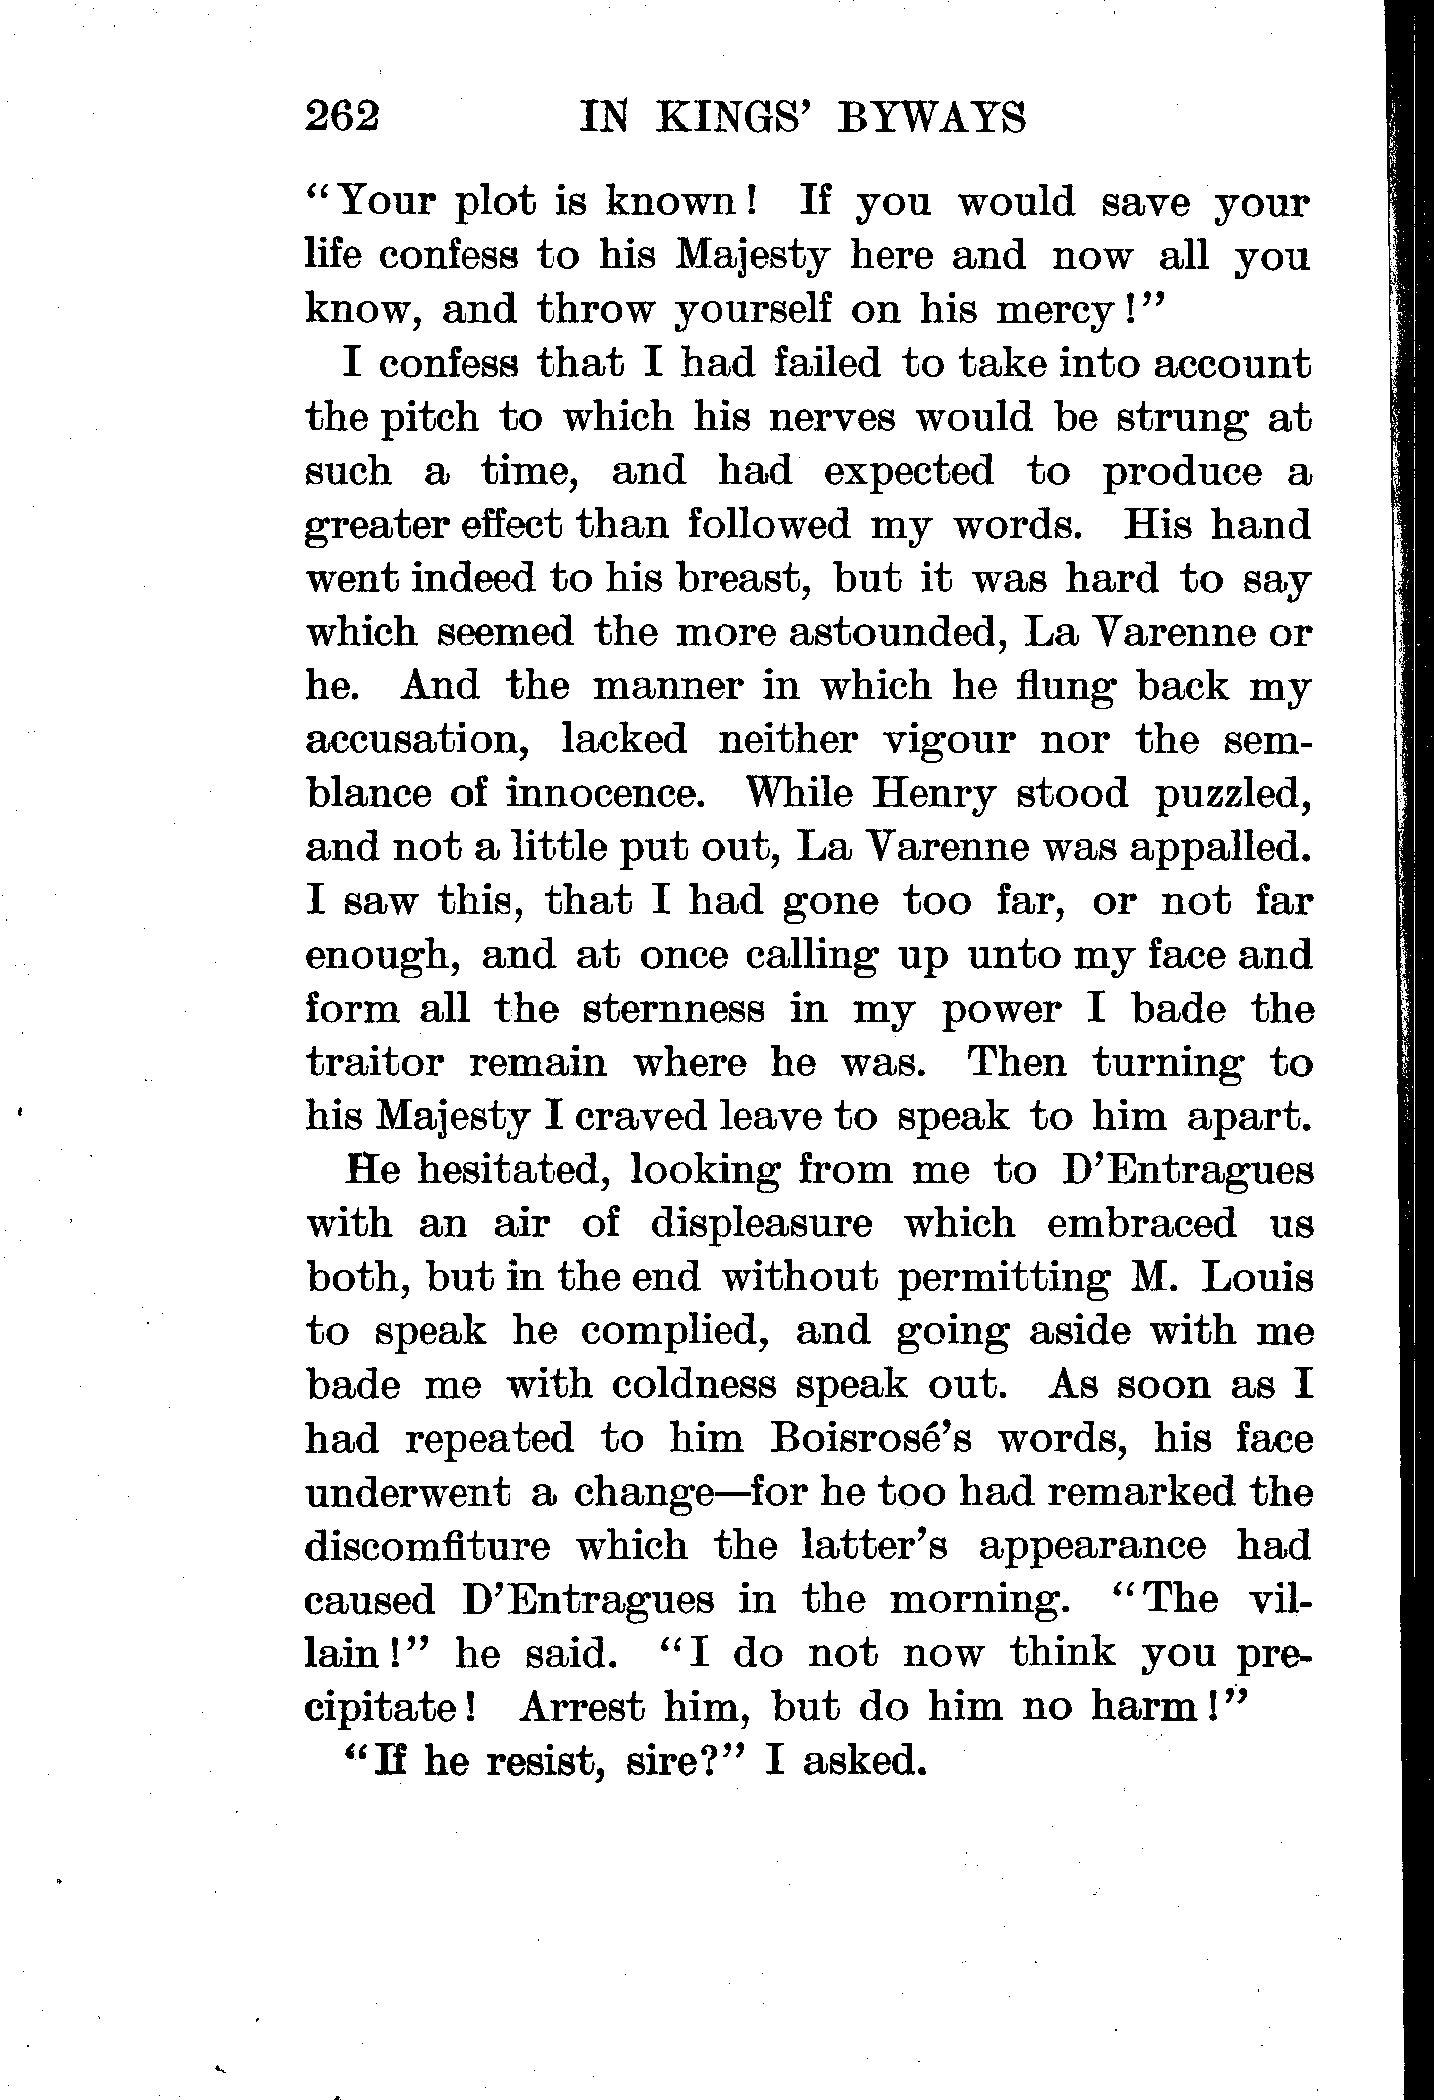 262 IN KINGS' BYWAYS
“Your plot is known! If you would save your
life confess to his Majesty here and now all you
know, and throw yourself on his mercy!”
I confess that I had failed to take into account
the pitch to which his nerves would be strung at
such a time, and had expected to produce a
greater effect than followed my words. His hand
went indeed to his breast, but it was hard to say
which seemed the more astounded, La Varenne or
he. And the manner in which he flung back my
accusation, lacked neither vigour nor the sem-
blance of innocence. While Henry stood puzzled,
and not a little put out, La Varenne was appalled.
I saw this, that I had gone too far, or not far
enough, and at once calling up unto my face and
form all the sternness in my power I bade the
traitor remain where he was. Then turning to
his Majesty I craved leave to speak to him apart.
He hesitated, looking from me to D’Entragues
with an air of displeasure which embraced us
both, but in the end without permitting M. Louis
to speak he complied, and going aside with me
bade me with coldness speak out. As soon as I
had repeated to him Boisrosé’s words, his face
underwent a change—for he too had remarked the
discomfiture which the latter’s appearance had
caused D’Entragues in the morning. “The vil-
lain!” he said. “I do not now think you pre-
cipitate! Arrest him, but do him no harm!”
“If he resist, sire?” I asked.